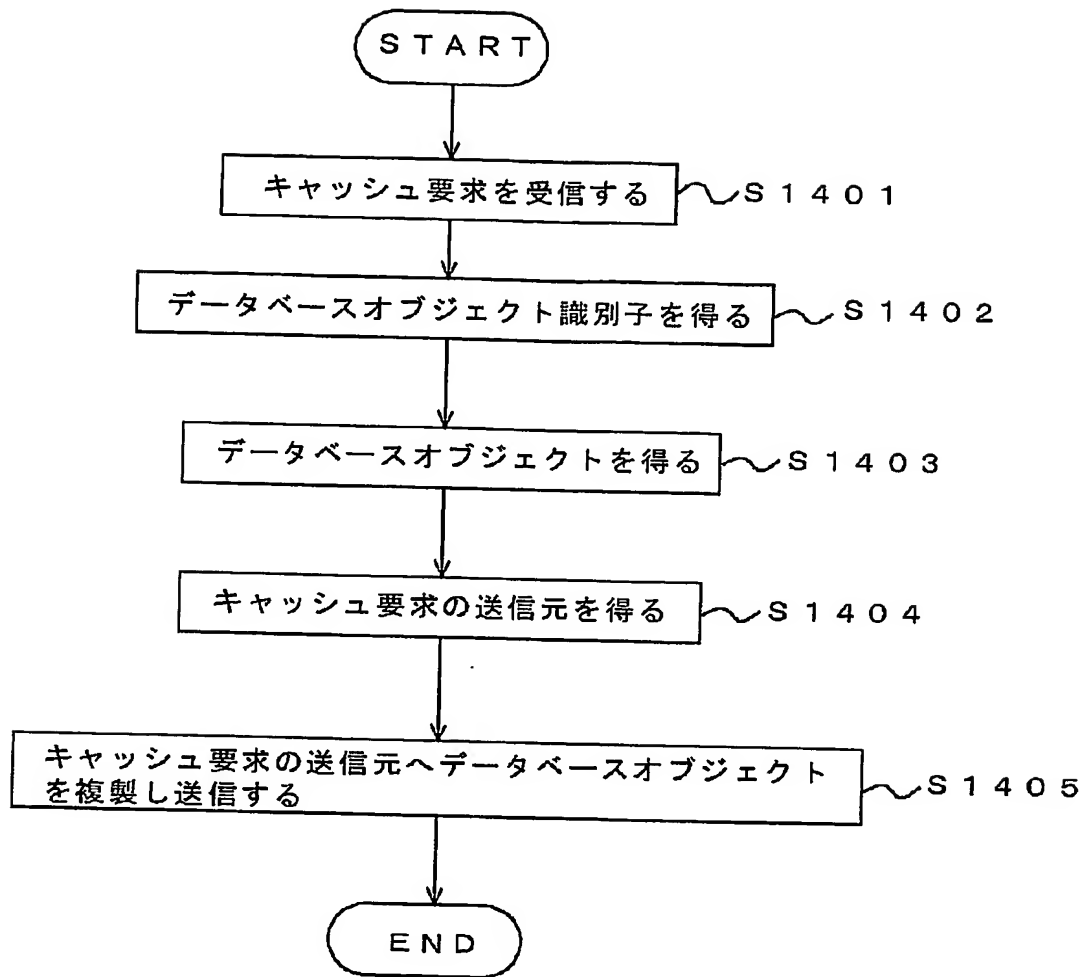 START
キャッシュ要求を受信する S1401
データベースオブジェクト識別子を得る S1402
データベースオブジェクトを得る S1403
キャッシュ要求の送信元を得る S1404
キャッシュ要求の送信元へデータベースオブジェクト
を複製し送信する S1405
END